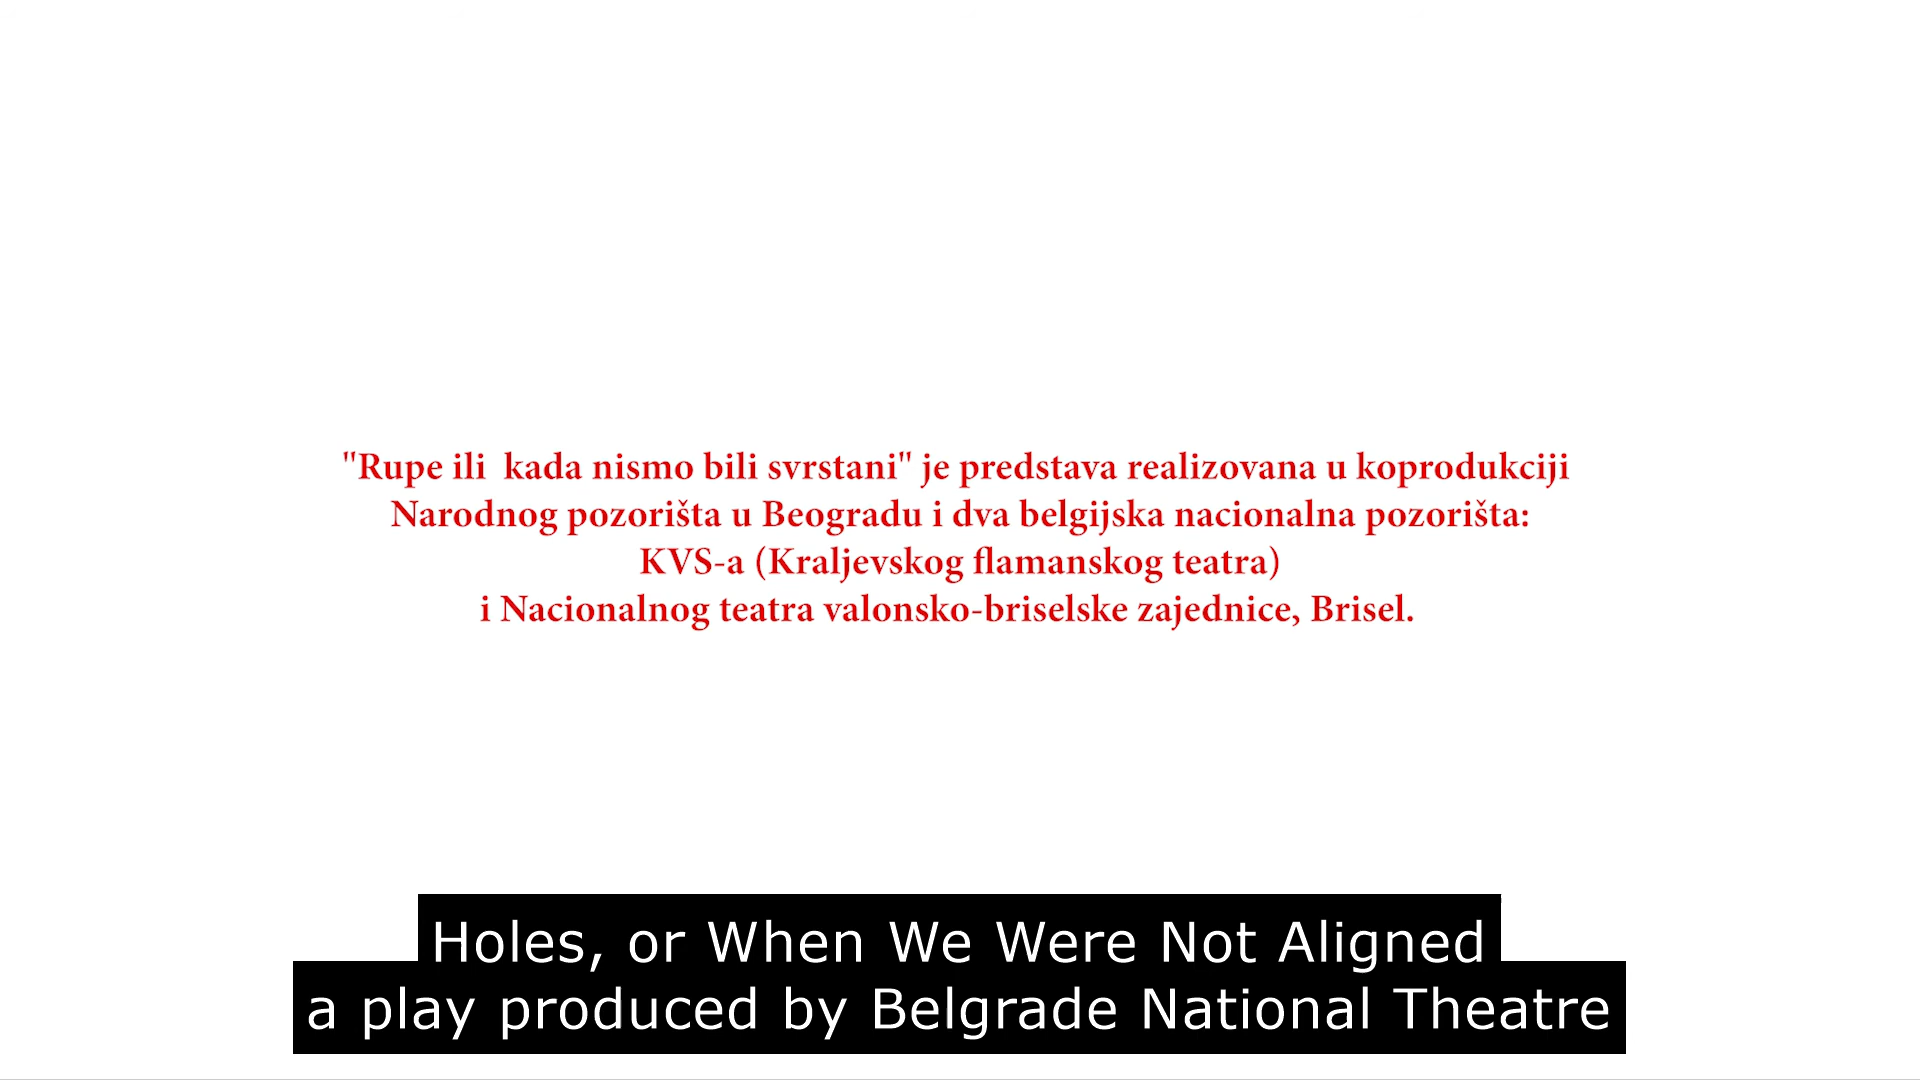 "Rupe ili  kada nismo bili svrstani" je predstava realizovana u koprodukciji
Narodnog pozorišta u Beogradu i dva belgijska nacionalna pozorišta:
KVS-a (Kraljevskog flamanskog teatra)
i Nacionalnog teatra valonsko-briselske zajednice, Brisel.
Holes, or When We Were Not Aligned
a play produced by Belgrade National Theatre